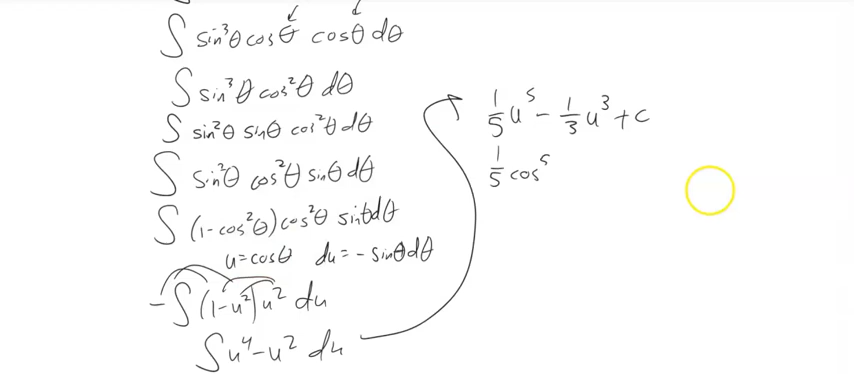 ∫ sin³θ cosθ cosθ dθ
∫ sin³θ cos²θ dθ
∫ sin²θ sinθ cos²θ dθ
∫ sin²θ cos²θ sinθ dθ
∫ (1-cos²θ) cos²θ sinθ dθ
u=cosθ du=-sinθdθ
-∫ (1-u²)u² du
∫ u⁴-u² du
1/5 u⁵ - 1/3 u³ + c
1/5 cos⁵